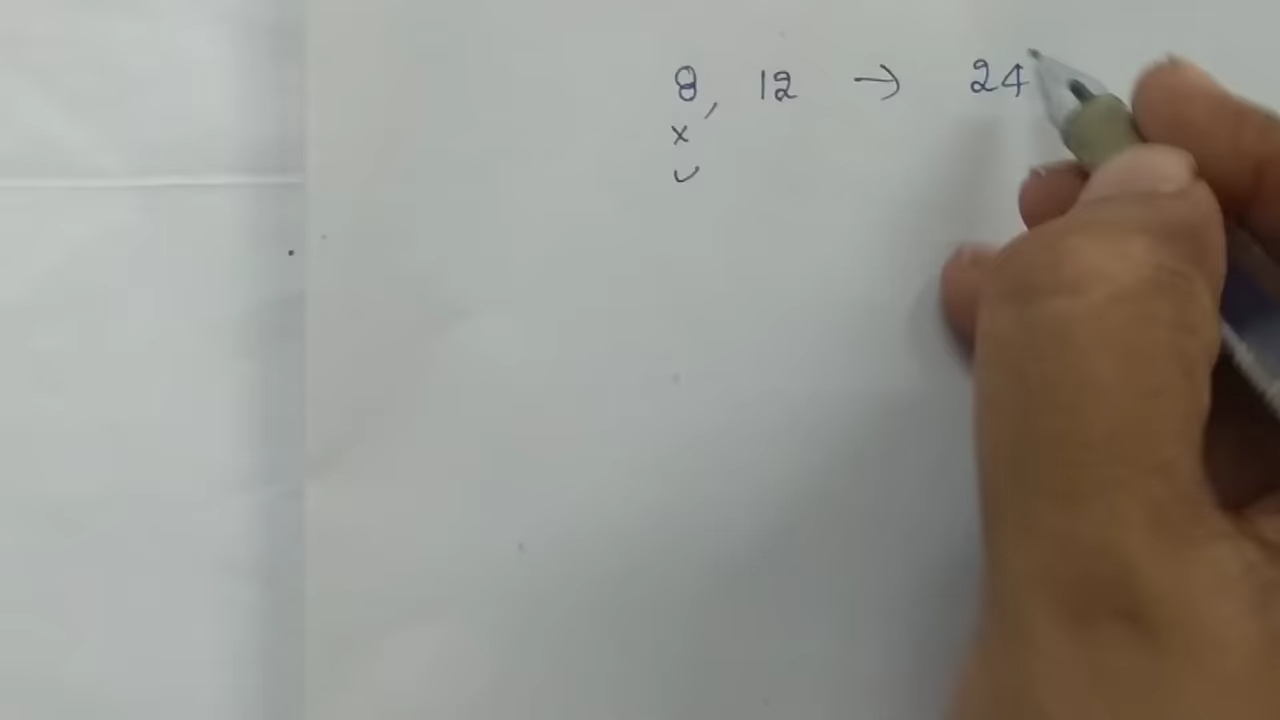 8, 12 → 24
×
✓